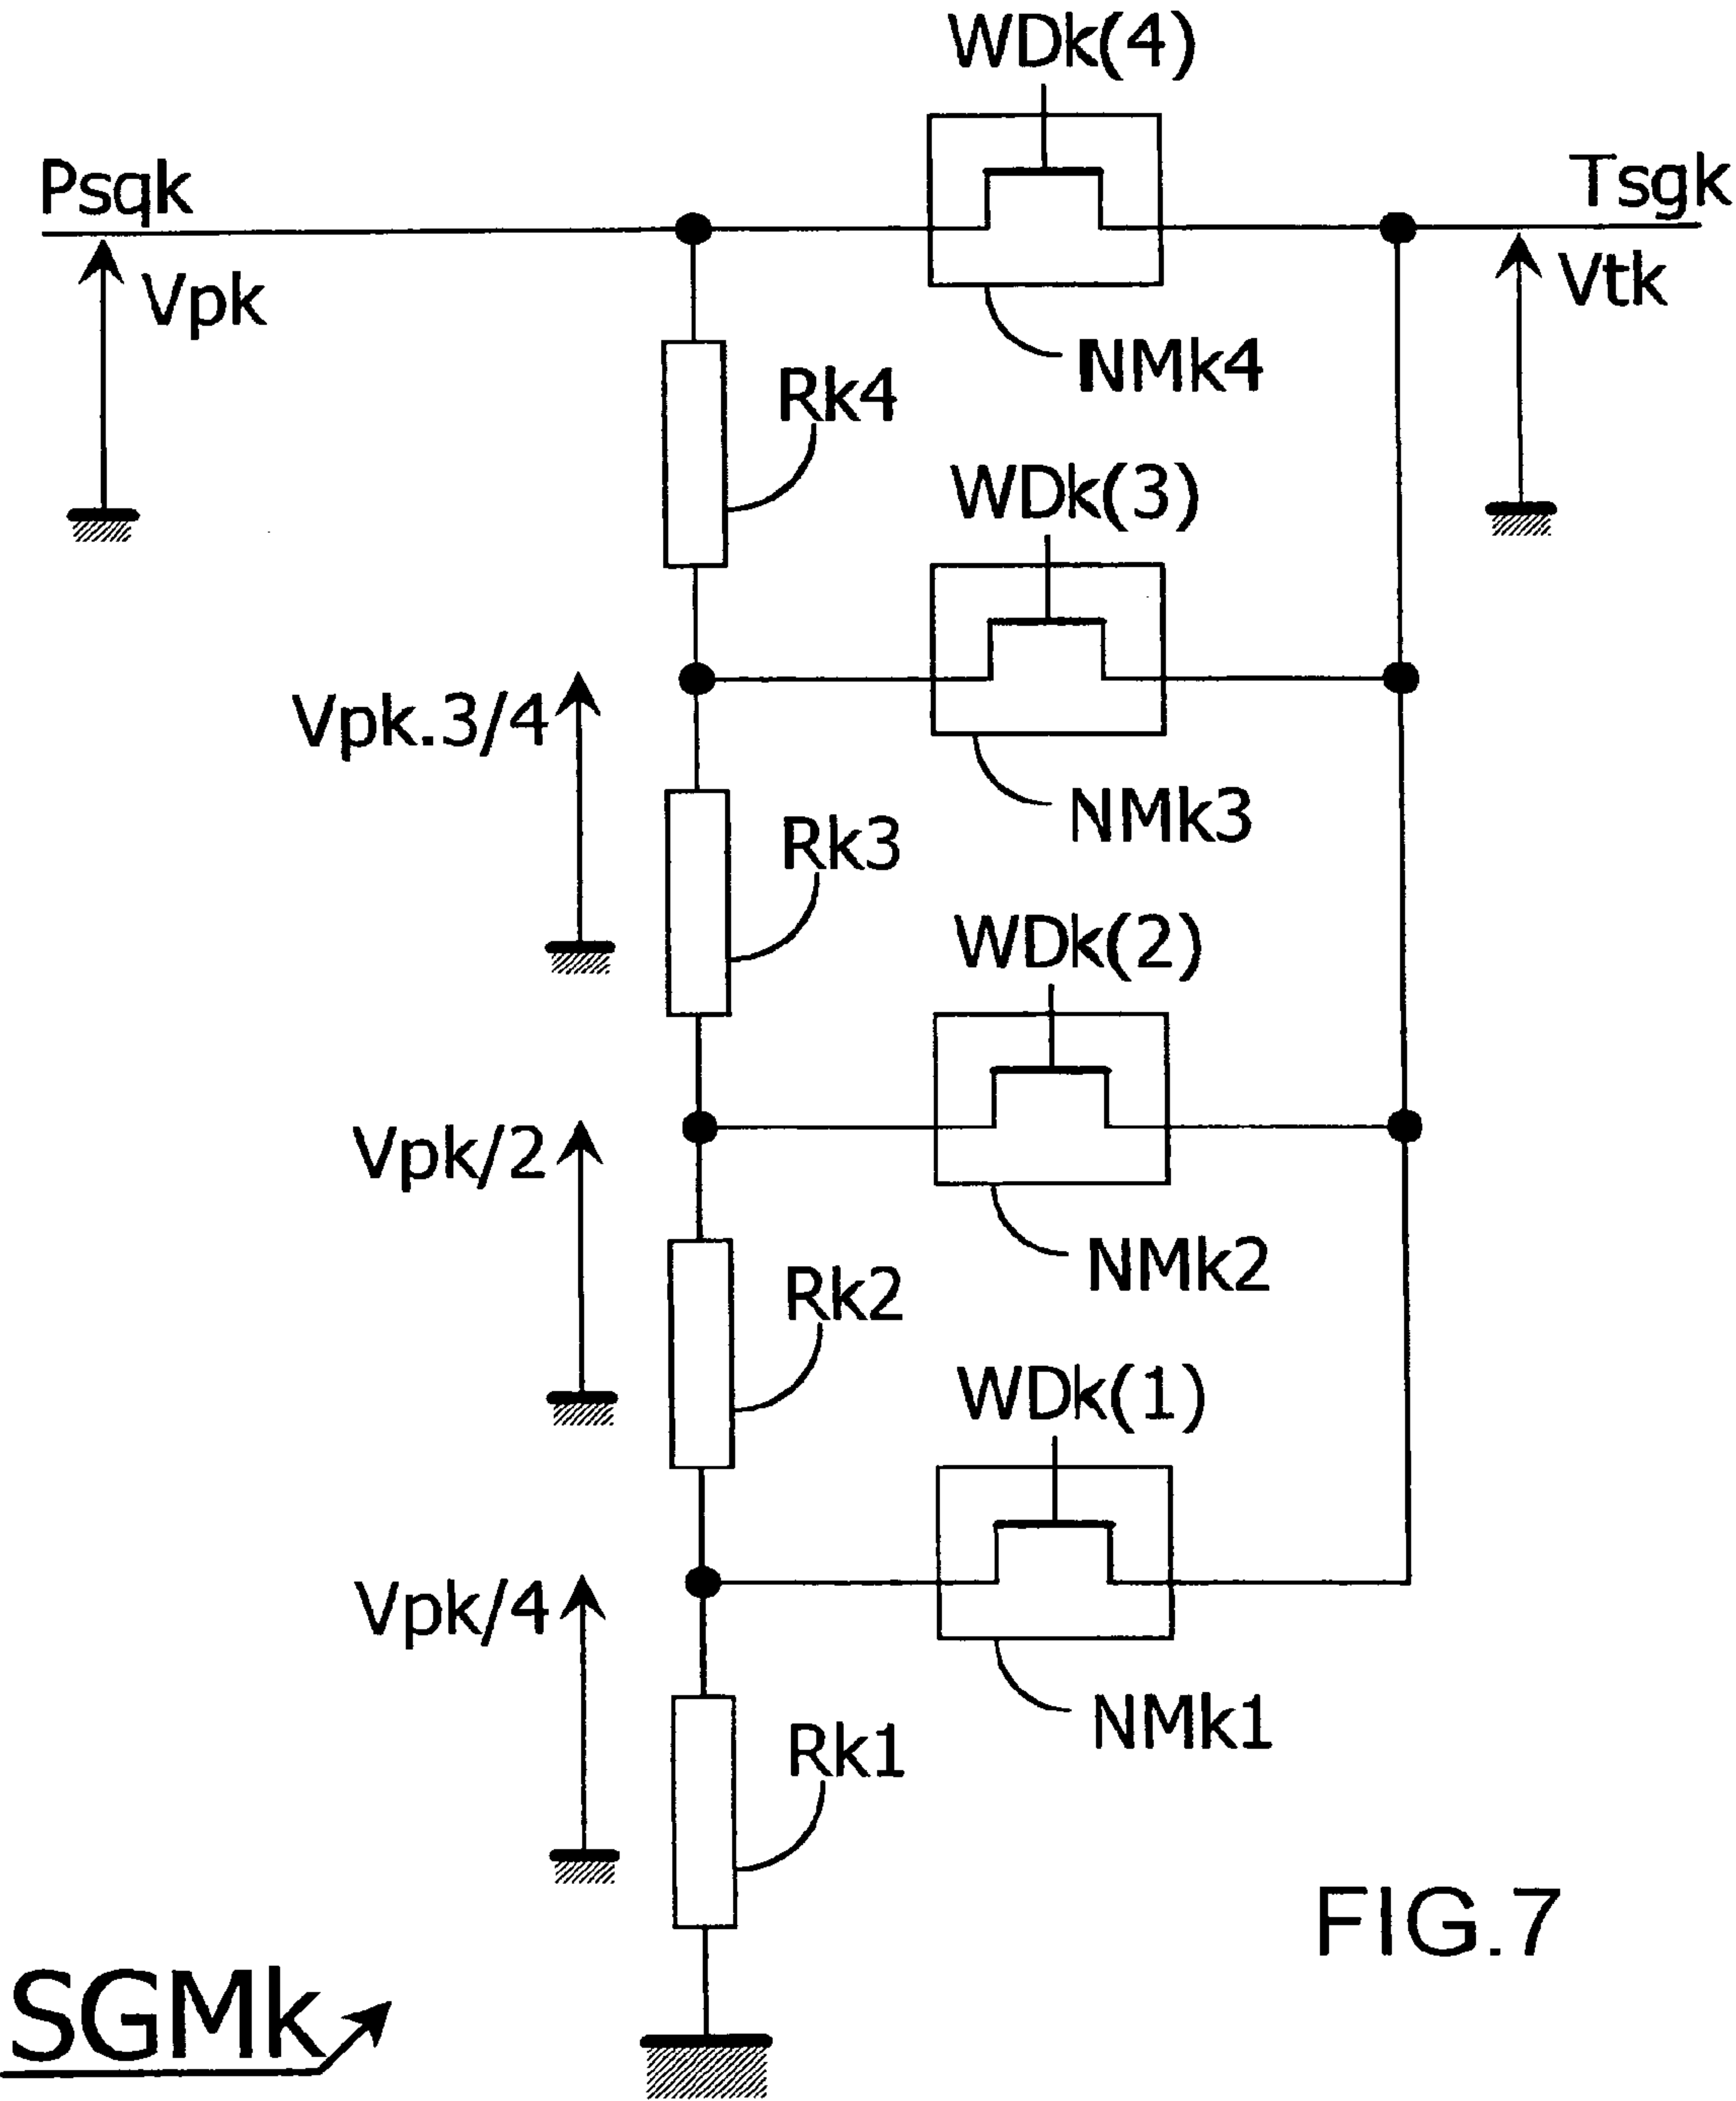 WDk(4)
Psqk
Tsgk
Vpk
Vtk
NMk4
Rk4
WDk(3)
Vpk.3/4
NMk3
Rk3
WDk(2)
Vpk/2
NMk2
Rk2
WDk(1)
Vpk/4
NMk1
Rk1
FIG.7
SGMk